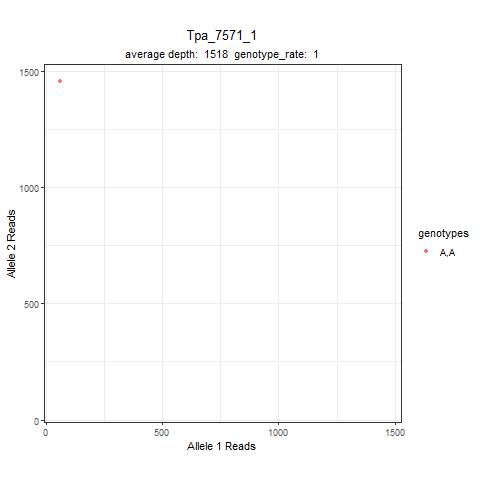 Tpa_7571_1
average depth: 1518 genotype_rate: 1
1500
1000
500
0
Allele 2 Reads
0 500 1000 1500
Allele 1 Reads
genotypes
A,A